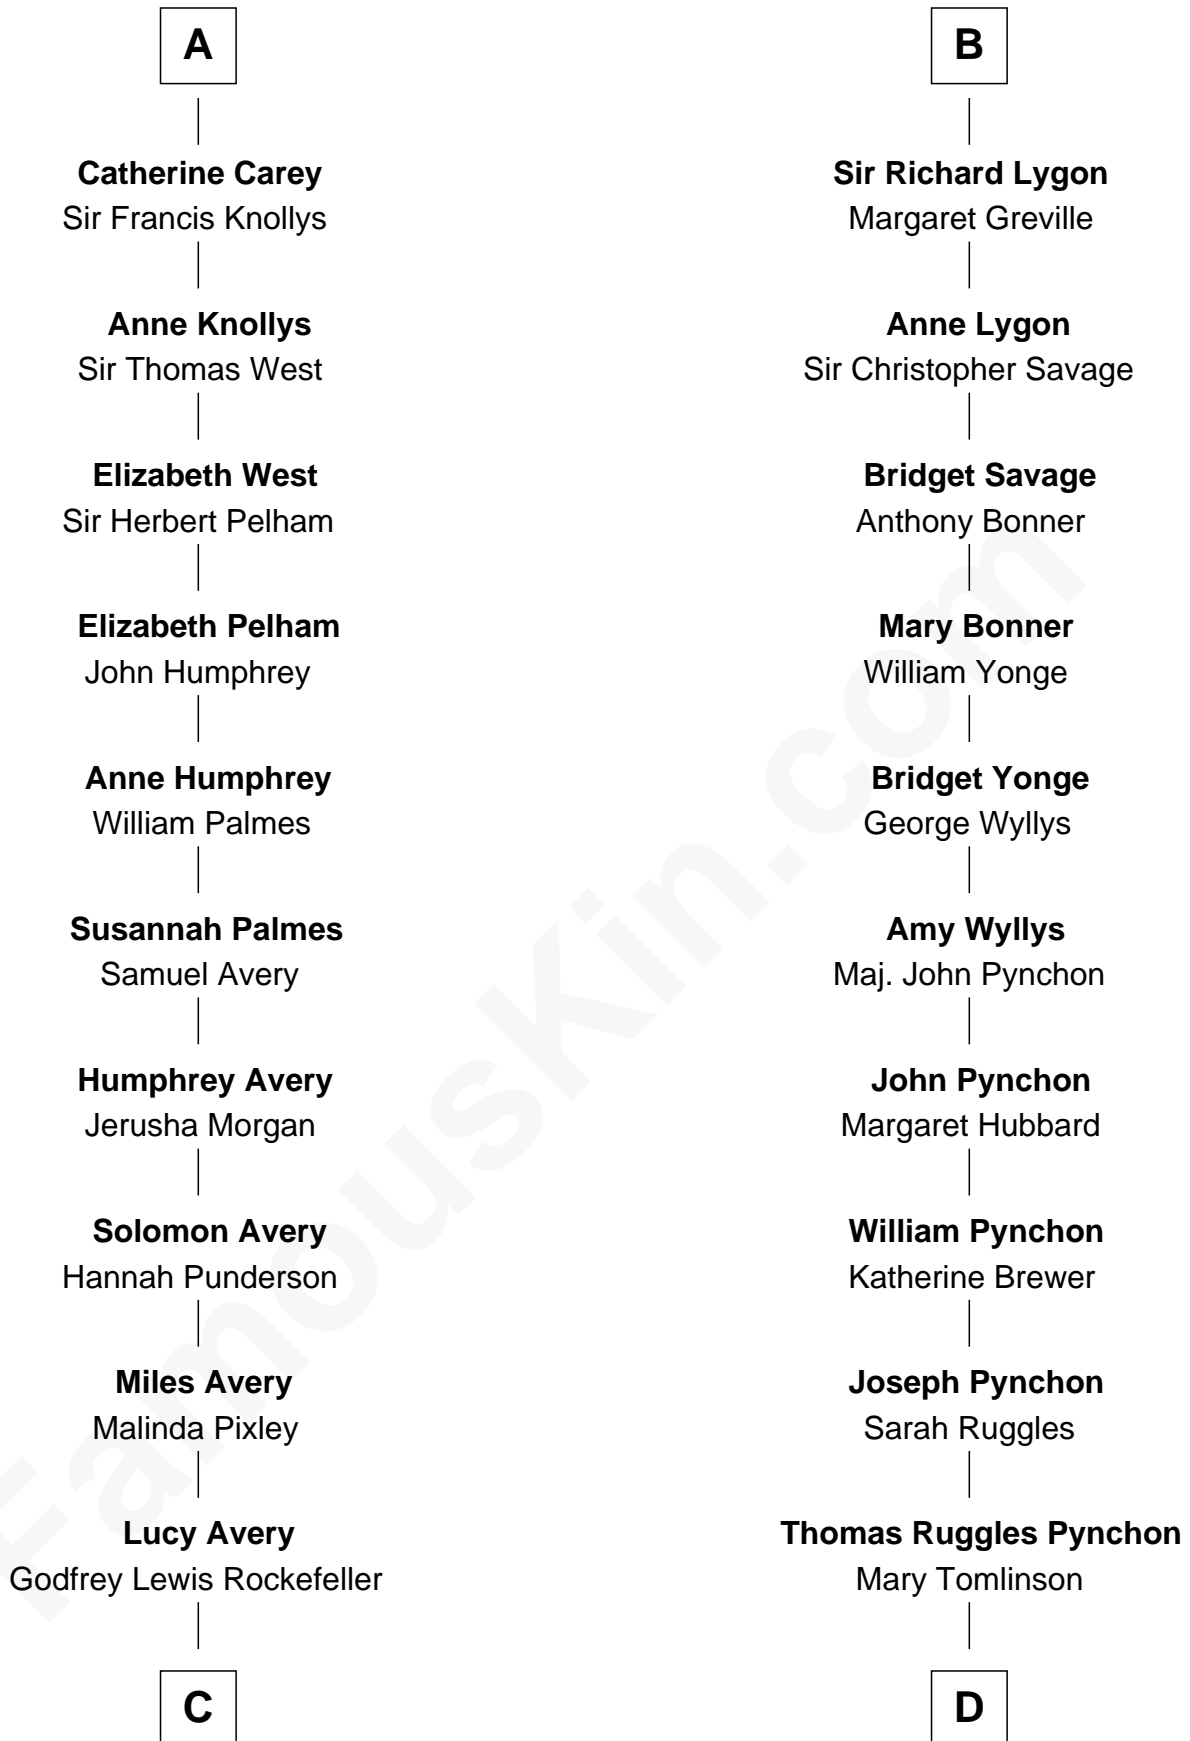 A
Catherine Carey
Sir Francis Knollys
Anne Knollys
Sir Thomas West
Elizabeth West
Sir Herbert Pelham
Elizabeth Pelham
John Humphrey
Anne Humphrey
William Palmes
Susannah Palmes
Samuel Avery
Humphrey Avery
Jerusha Morgan
Solomon Avery
Hannah Punderson
Miles Avery
Malinda Pixley
Lucy Avery
Godfrey Lewis Rockefeller
C
B
Sir Richard Lygon
Margaret Greville
Anne Lygon
Sir Christopher Savage
Bridget Savage
Anthony Bonner
Mary Bonner
William Yonge
Bridget Yonge
George Wyllys
Amy Wyllys
Maj. John Pynchon
John Pynchon
Margaret Hubbard
William Pynchon
Katherine Brewer
Joseph Pynchon
Sarah Ruggles
Thomas Ruggles Pynchon
Mary Tomlinson
D
FamousKin.com